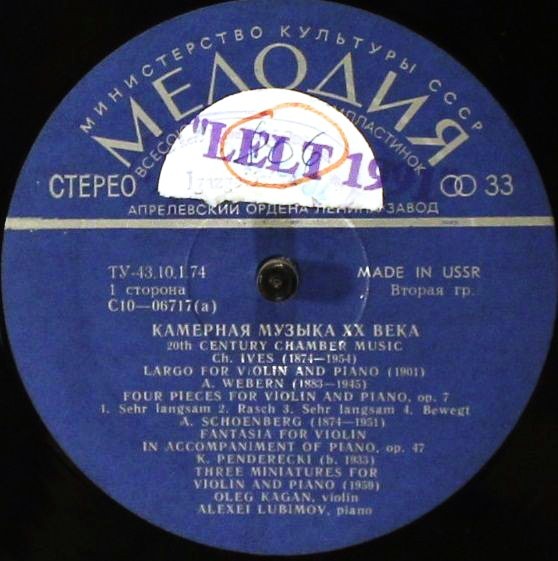 МИНИСТЕРСТВО КУЛЬТУРЫ СССР
МЕЛОДИЯ
"LELT 19
СТЕРЕО
33
АПРЕЛЕВСКИЙ ОРДЕНА ЛЕНИНА ЗАВОД
ТУ-43.10.1.74
MADE IN USSR
1 сторона
Вторая гр.
С10—06717(а)
КАМЕРНАЯ МУЗЫКА XX ВЕКА
20th CENTURY CHAMBER MUSIC
Ch. IVES (1874—1954)
LARGO FOR VIOLIN AND PIANO (1901)
A. WEBERN (1883—1945)
FOUR PIECES FOR VIOLIN AND PIANO, op. 7
1. Sehr langsam 2. Rasch 3. Sehr langsam 4. Bewegt
A. SCHOENBERG (1874—1951)
FANTASIA FOR VIOLIN
IN ACCOMPANIMENT OF PIANO, op. 47
K. PENDERECKI (b. 1933)
THREE MINIATURES FOR
VIOLIN AND PIANO (1959)
OLEG KAGAN, violin
ALEXEI LUBIMOV, piano